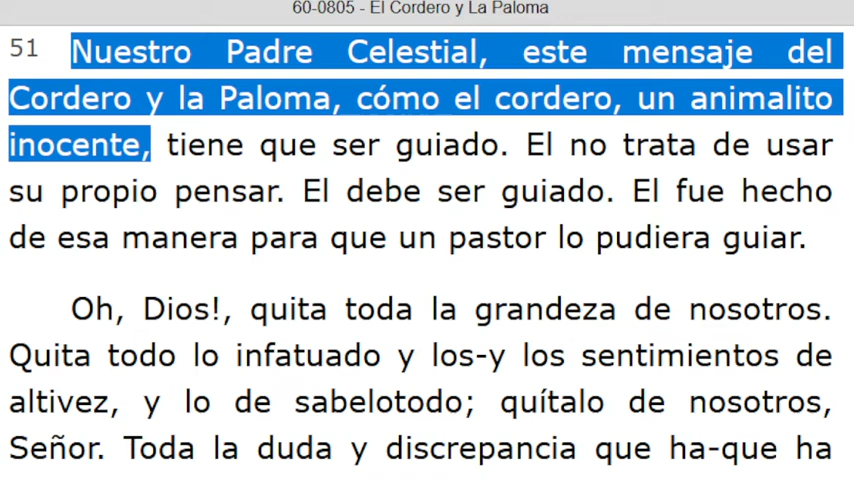 60-0805 - El Cordero y La Paloma
51 Nuestro Padre Celestial, este mensaje del
Cordero y la Paloma, cómo el cordero, un animalito
inocente, tiene que ser guiado. El no trata de usar
su propio pensar. El debe ser guiado. El fue hecho
de esa manera para que un pastor lo pudiera guiar.
Oh, Dios!, quita toda la grandeza de nosotros.
Quita todo lo infatuado y los-y los sentimientos de
altivez, y lo de sabelotodo; quítalo de nosotros,
Señor. Toda la duda y discrepancia que ha-que ha